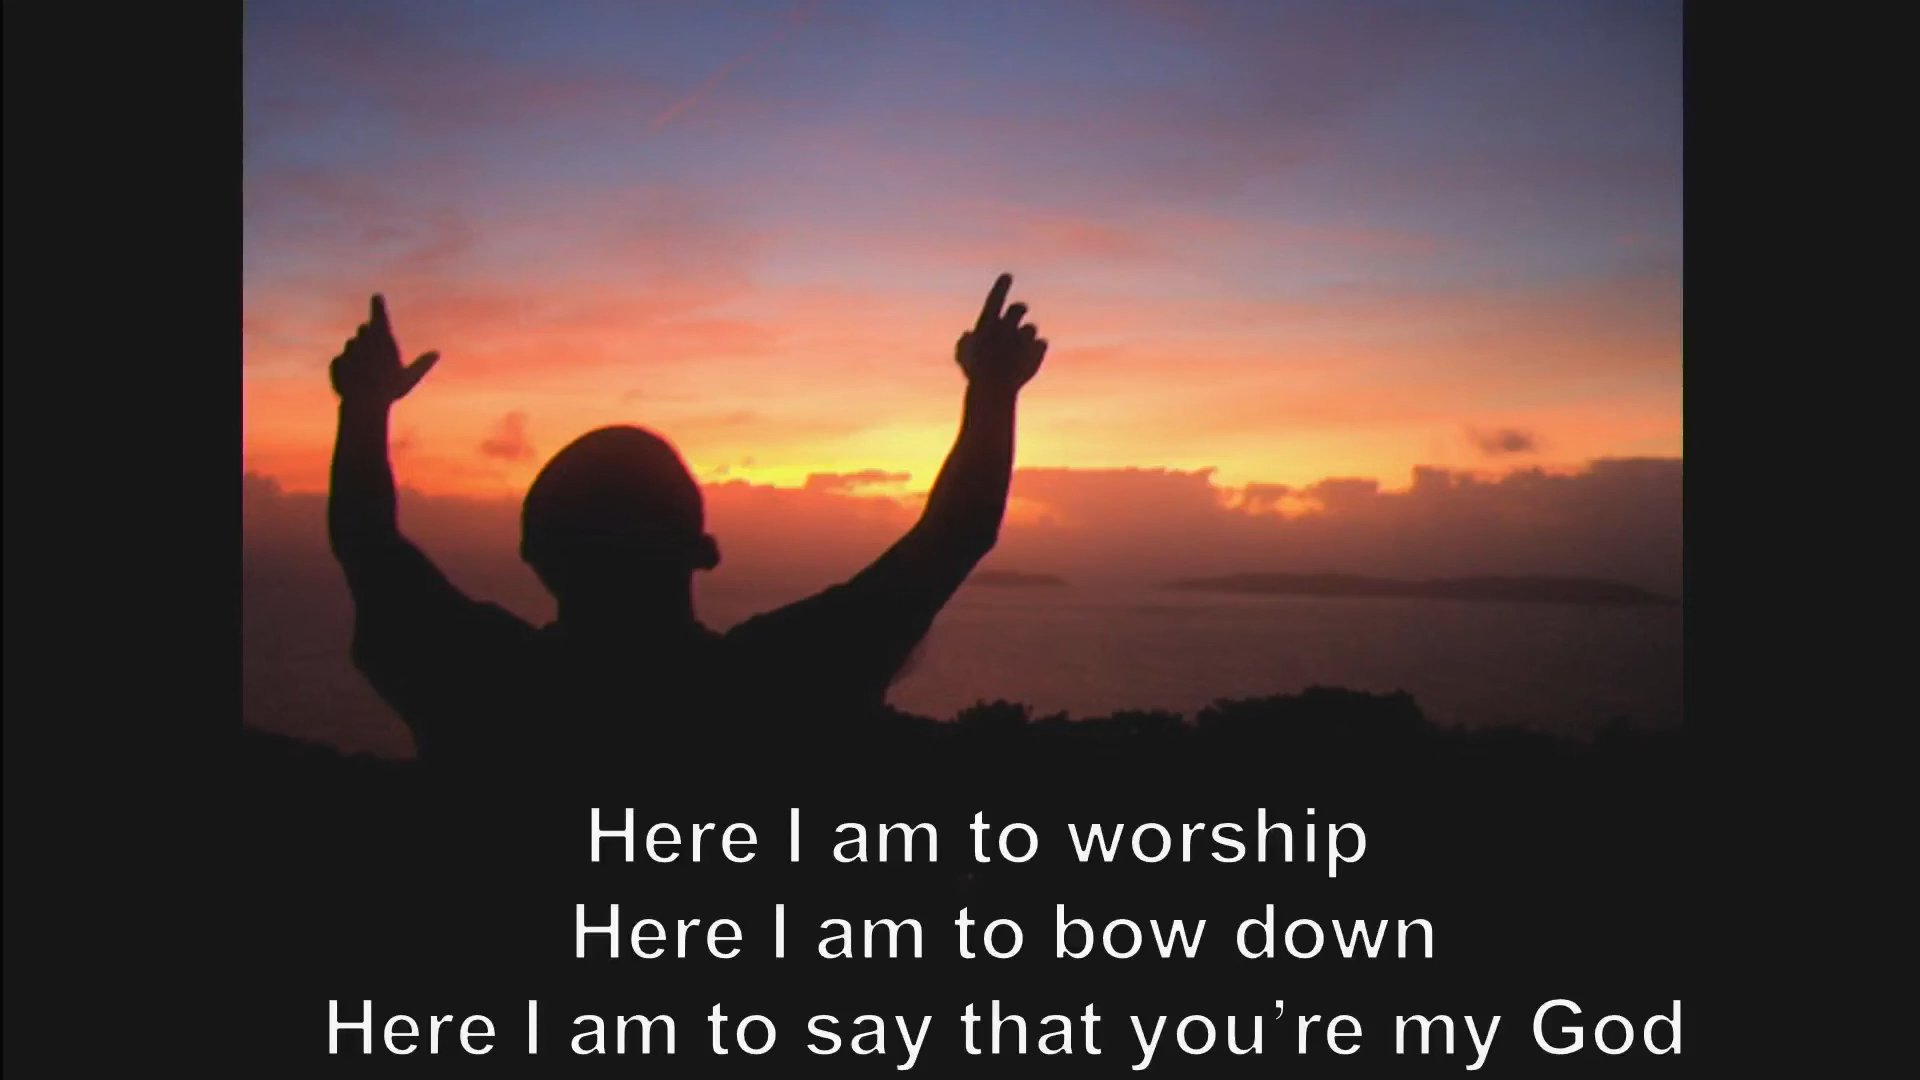 Here I am to worship
Here I am to bow down
Here I am to say that you’re my God